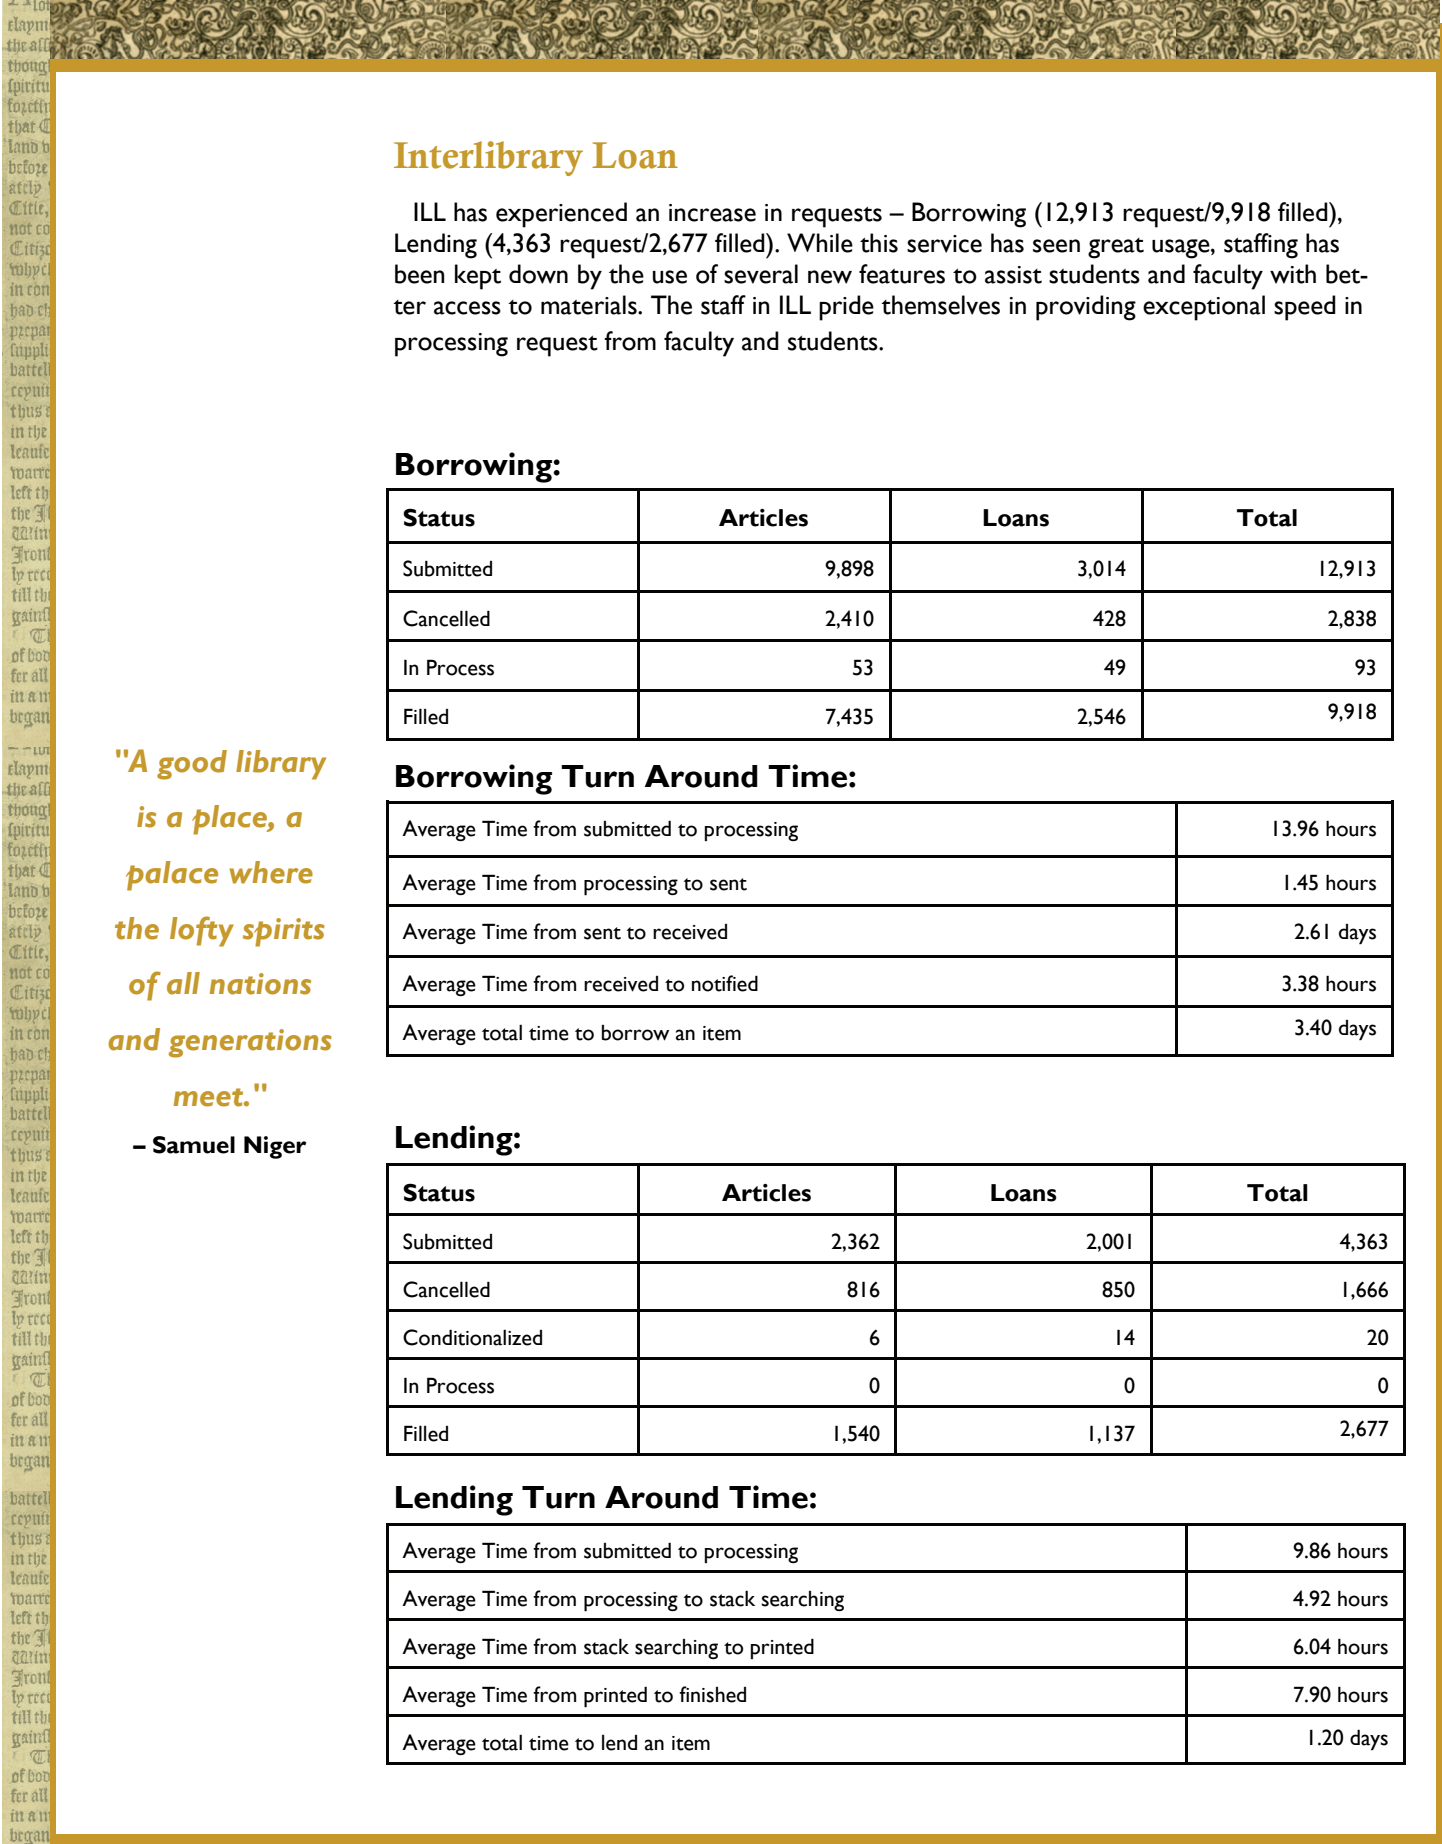 Interlibrary Loan
ILL has experienced an increase in requests – Borrowing (12,913 request/9,918 filled),
Lending (4,363 request/2,677 filled). While this service has seen great usage, staffing has
been kept down by the use of several new features to assist students and faculty with bet-
ter access to materials. The staff in ILL pride themselves in providing exceptional speed in
processing request from faculty and students.
Borrowing:
Status Articles Loans Total
Submitted 9,898 3,014 12,913
Cancelled 2,410 428 2,838
In Process 53 49 93
Filled 7,435 2,546 9,918
"A good library
is a place, a
palace where
the lofty spirits
of all nations
and generations
meet."
– Samuel Niger
Borrowing Turn Around Time:
Average Time from submitted to processing 13.96 hours
Average Time from processing to sent 1.45 hours
Average Time from sent to received 2.61 days
Average Time from received to notified 3.38 hours
Average total time to borrow an item 3.40 days
Lending:
Status Articles Loans Total
Submitted 2,362 2,001 4,363
Cancelled 816 850 1,666
Conditionalized 6 14 20
In Process 0 0 0
Filled 1,540 1,137 2,677
Lending Turn Around Time:
Average Time from submitted to processing 9.86 hours
Average Time from processing to stack searching 4.92 hours
Average Time from stack searching to printed 6.04 hours
Average Time from printed to finished 7.90 hours
Average total time to lend an item 1.20 days